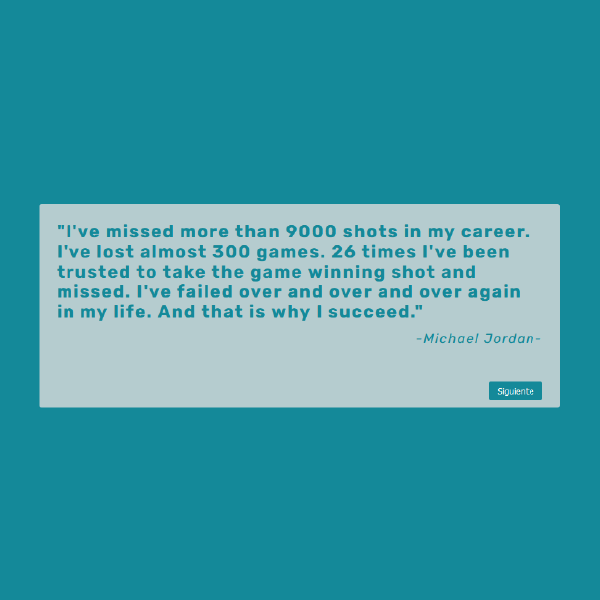 "I've missed more than 9000 shots in my career.
I've lost almost 300 games. 26 times I've been
trusted to take the game winning shot and
missed. I've failed over and over and over again
in my life. And that is why I succeed."
-Michael Jordan-
Siguiente